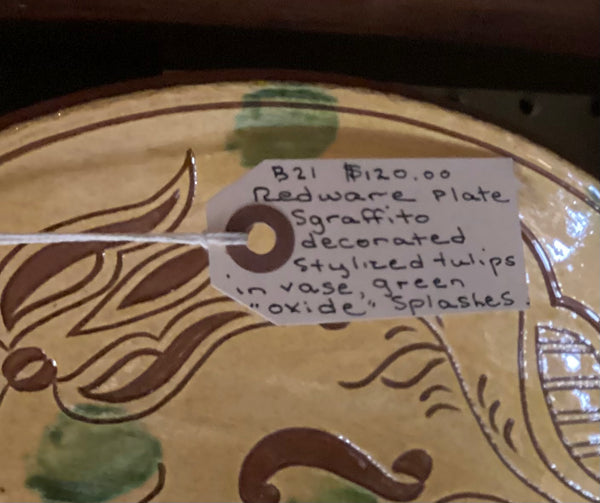 B21 $120.00
Redware Plate
Sgraffito
decorated
Stylized tulips
in vase, green
"oxide" Splashes.